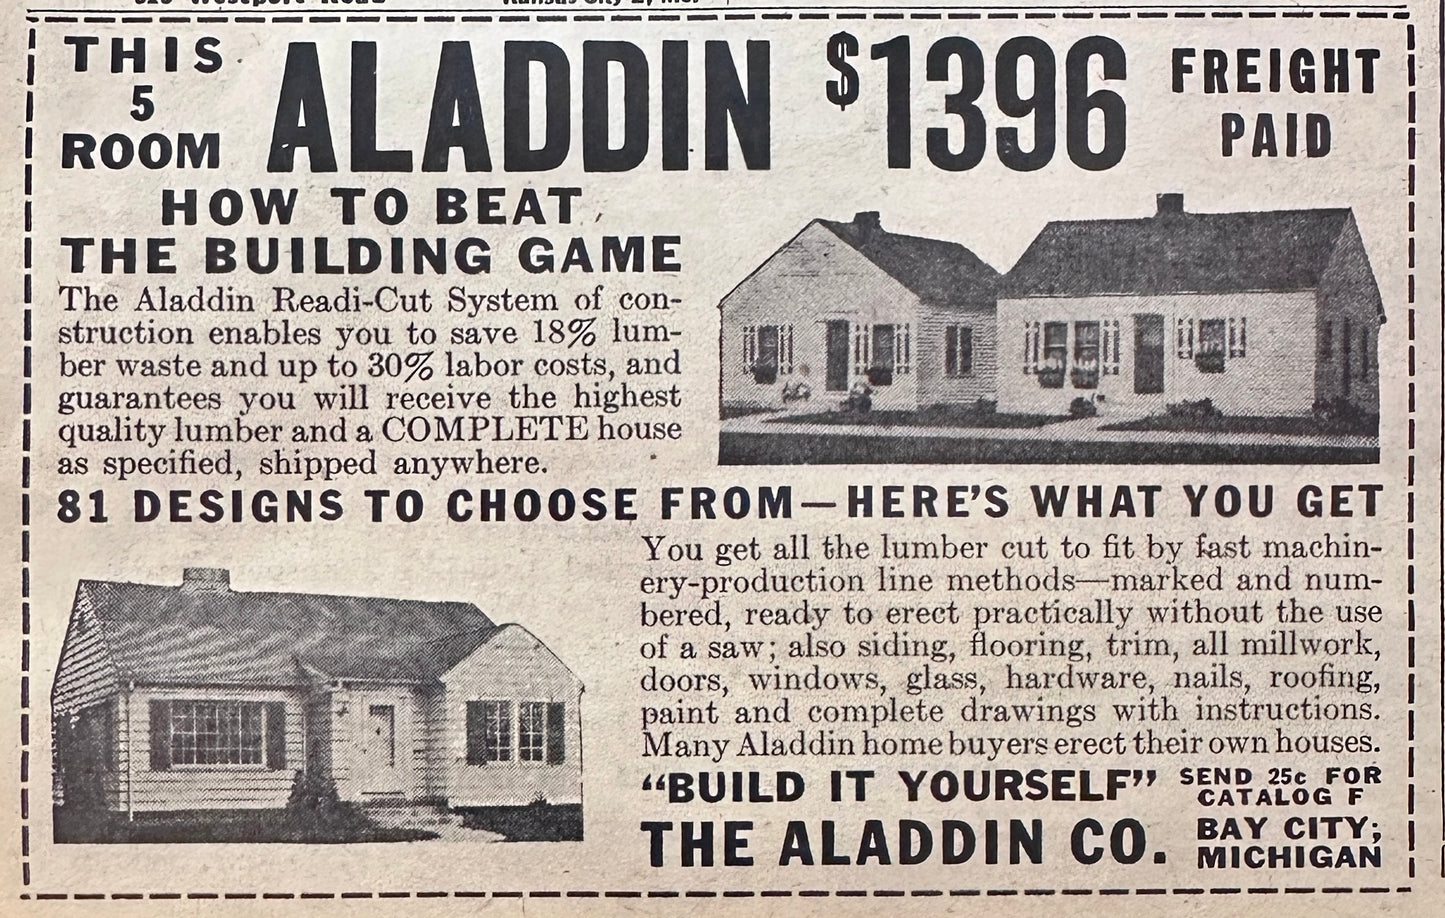 THIS
5
ROOM
ALADDIN $1396
FREIGHT
PAID
HOW TO BEAT
THE BUILDING GAME
The Aladdin Readi-Cut System of con-
struction enables you to save 18% lum-
ber waste and up to 30% labor costs, and
guarantees you will receive the highest
quality lumber and a COMPLETE house
as specified, shipped anywhere.
81 DESIGNS TO CHOOSE FROM—HERE'S WHAT YOU GET
You get all the lumber cut to fit by fast machin-
ery-production line methods—marked and num-
bered, ready to erect practically without the use
of a saw; also siding, flooring, trim, all millwork,
doors, windows, glass, hardware, nails, roofing,
paint and complete drawings with instructions.
Many Aladdin home buyers erect their own houses.
"BUILD IT YOURSELF"
SEND 25c FOR
CATALOG F
THE ALADDIN CO.
BAY CITY;
MICHIGAN